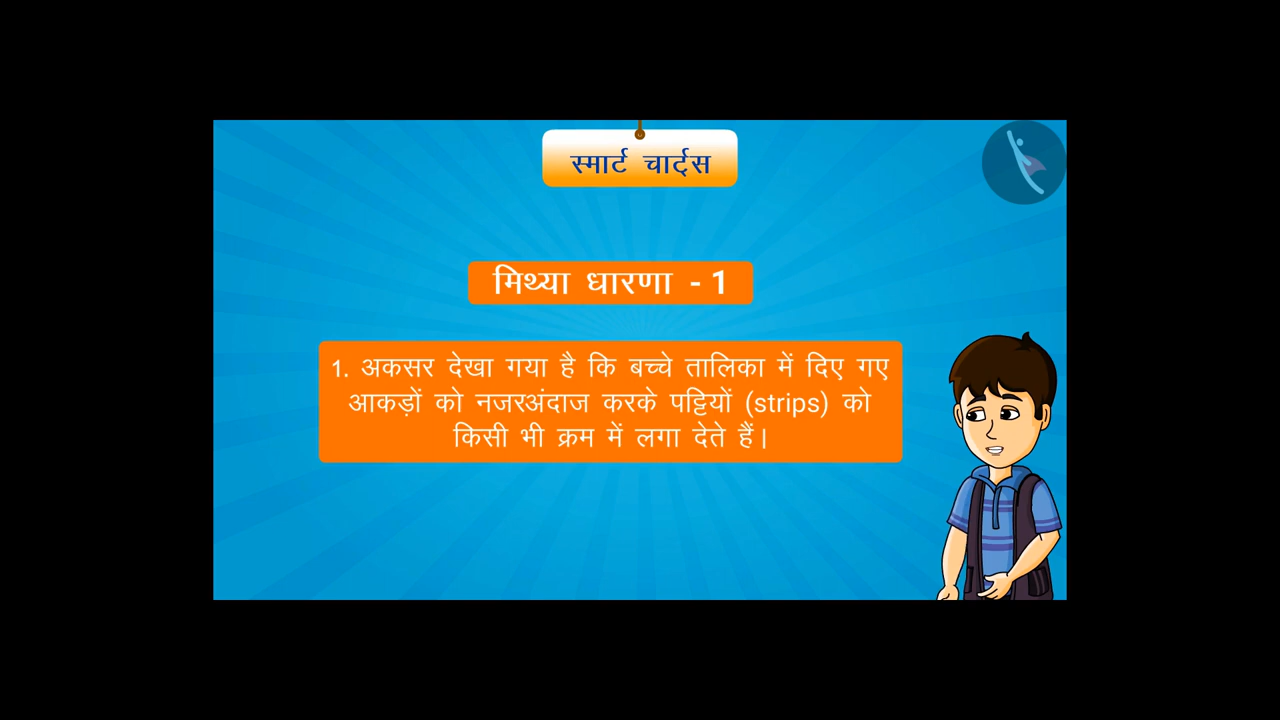 स्मार्ट चार्ट्स
मिथ्या धारणा - 1
1. अकसर देखा गया है कि बच्चे तालिका में दिए गए
आकड़ों को नजरअंदाज करके पट्टियों (strips) को
किसी भी क्रम में लगा देते हैं।